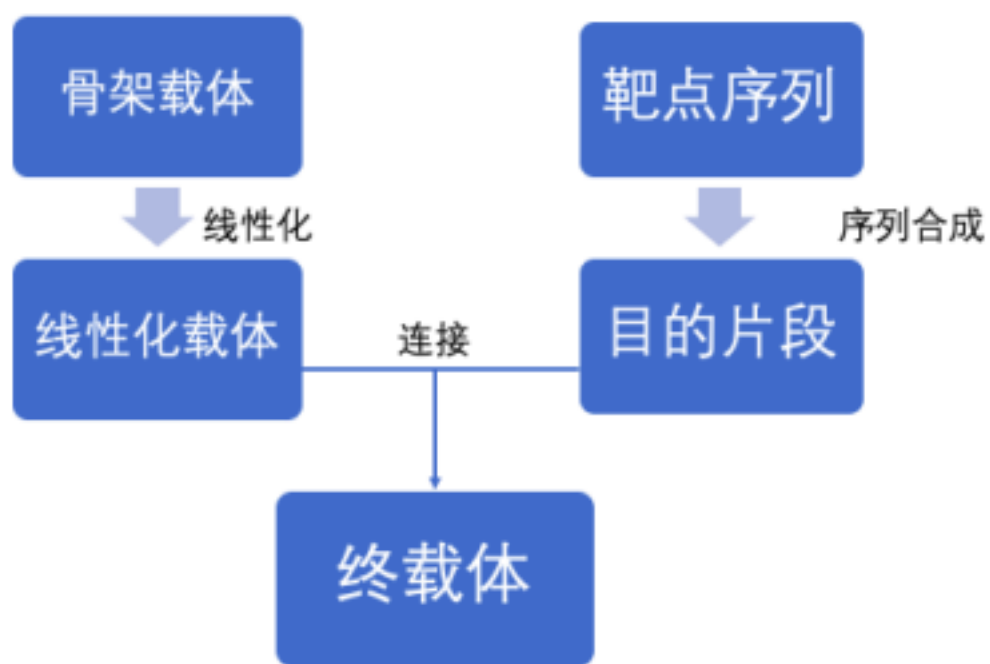 骨架载体
靶点序列
线性化
序列合成
线性化载体
连接
目的片段
终载体